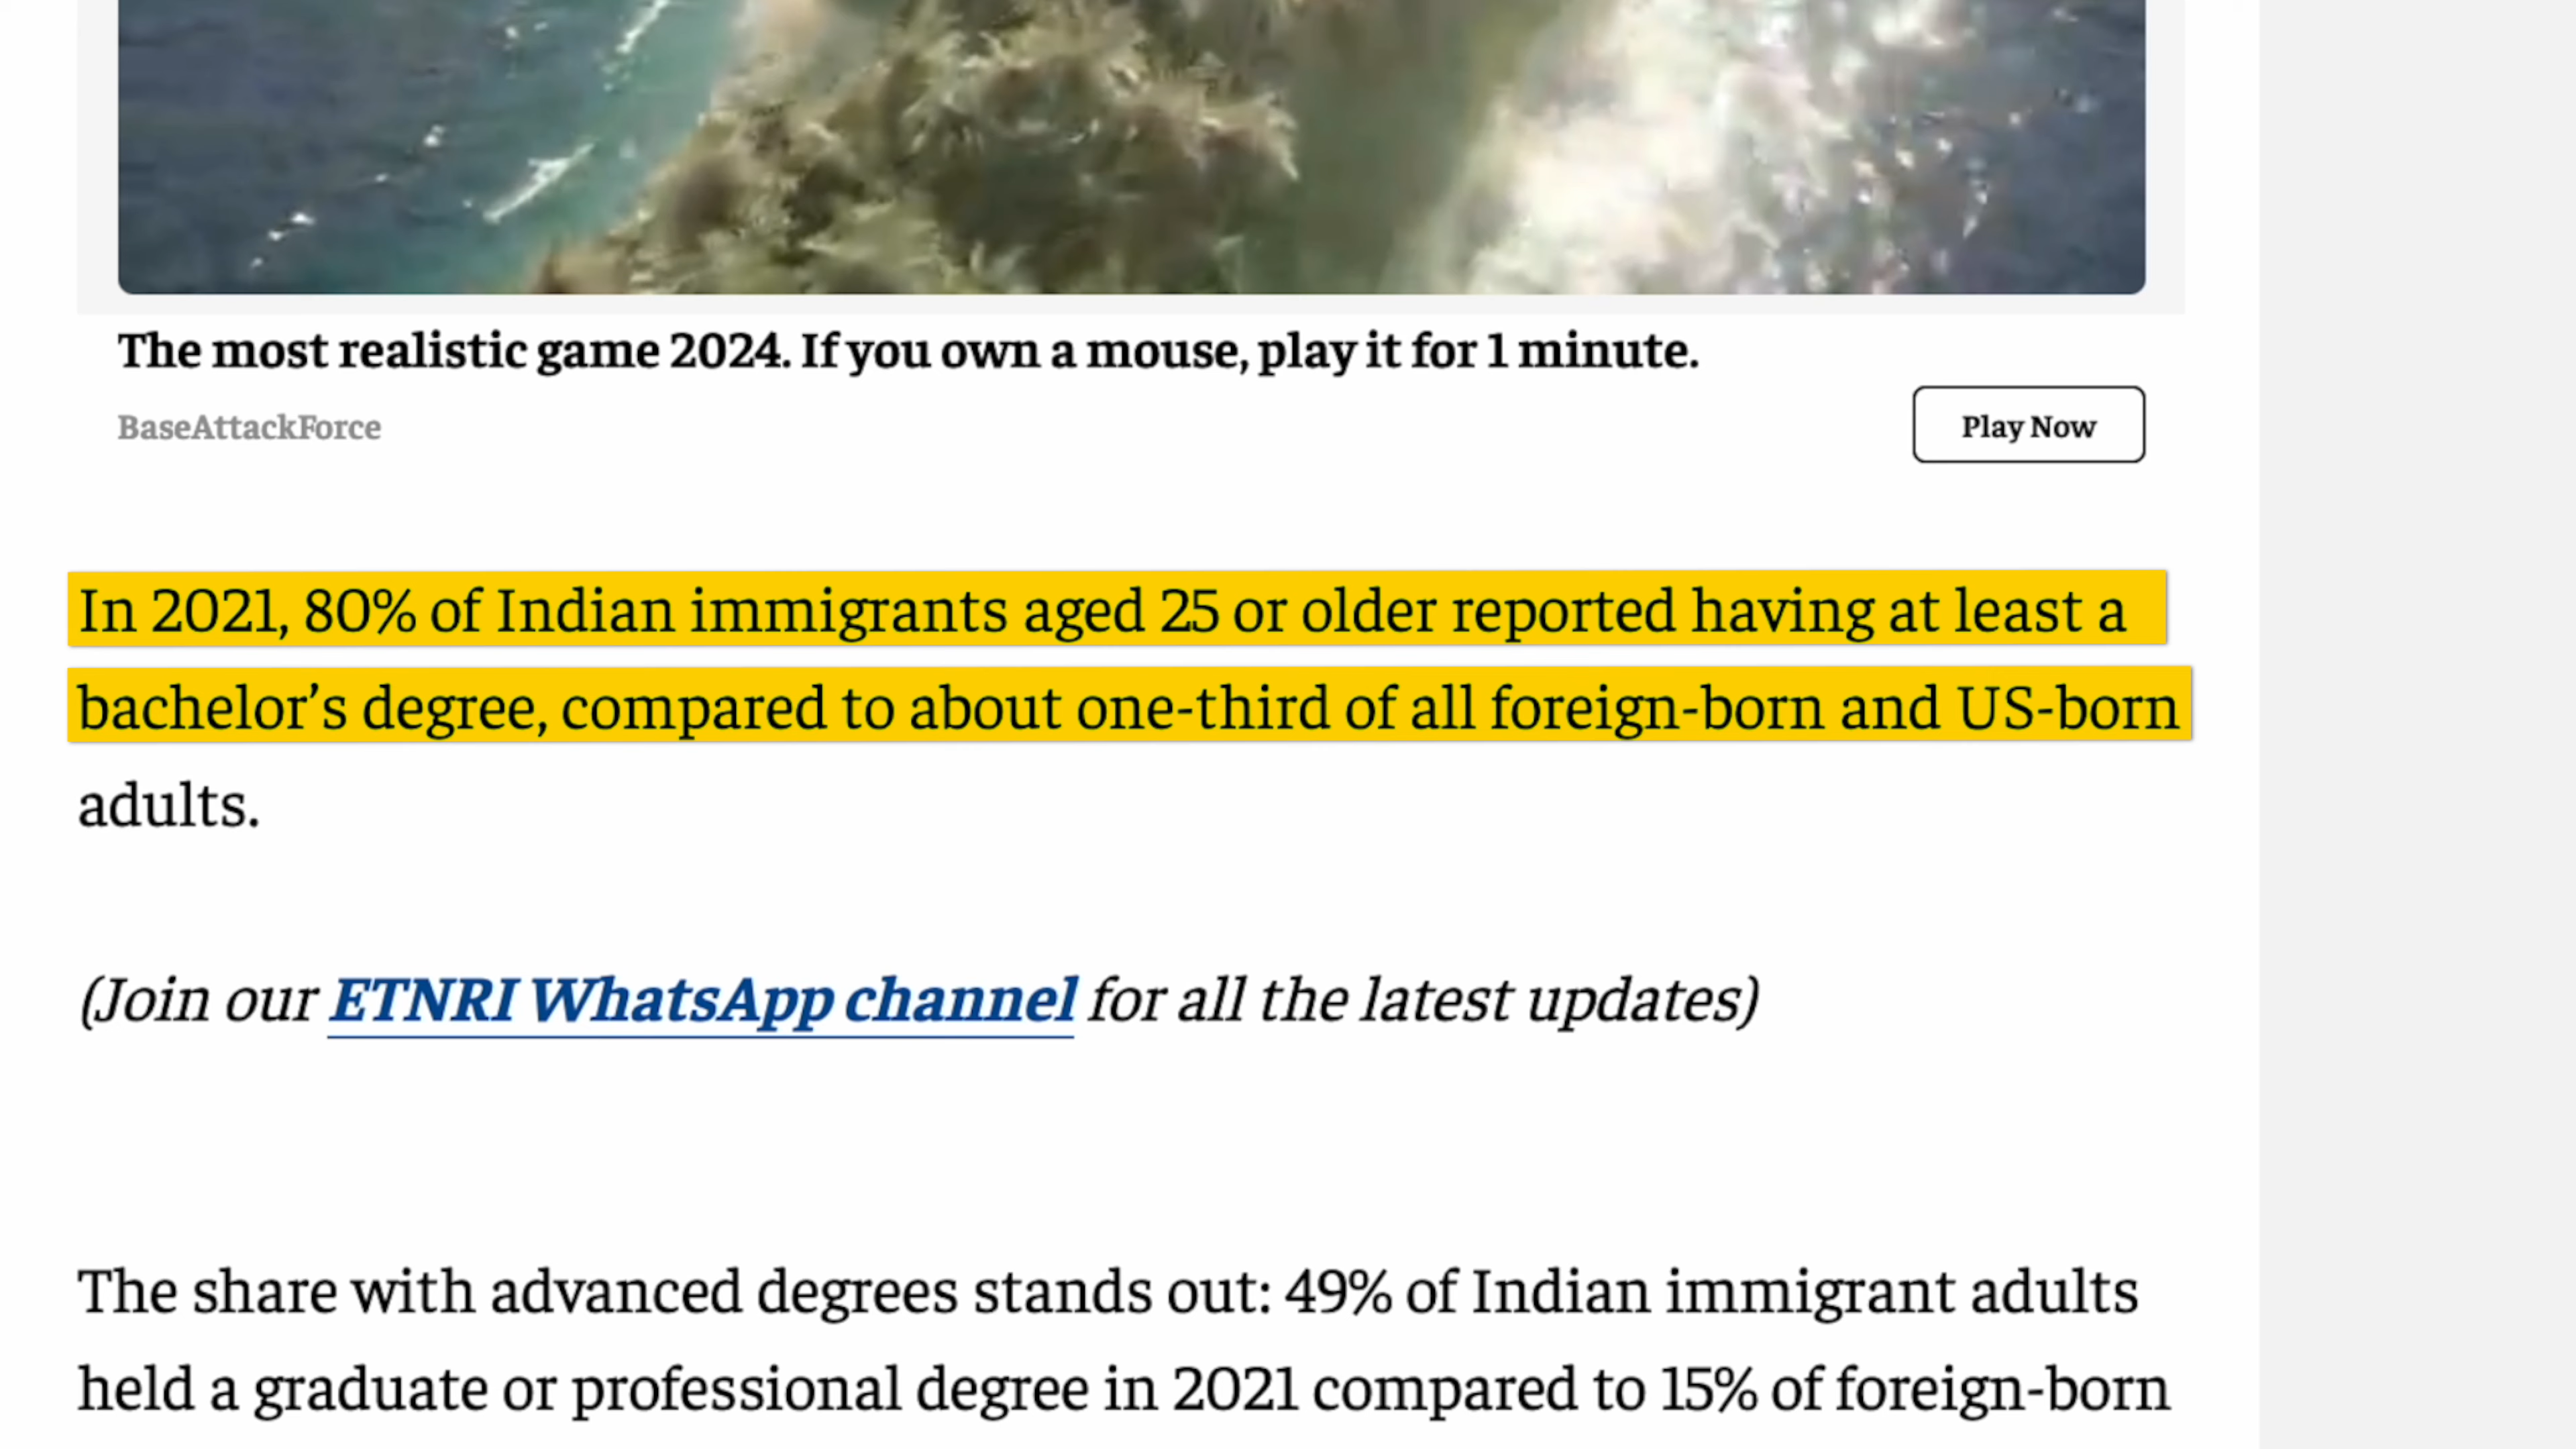 The most realistic game 2024. If you own a mouse, play it for 1 minute.
BaseAttackForce
Play Now
In 2021, 80% of Indian immigrants aged 25 or older reported having at least a
bachelor’s degree, compared to about one-third of all foreign-born and US-born
adults.
(Join our ETNRI WhatsApp channel for all the latest updates)
The share with advanced degrees stands out: 49% of Indian immigrant adults
held a graduate or professional degree in 2021 compared to 15% of foreign-born